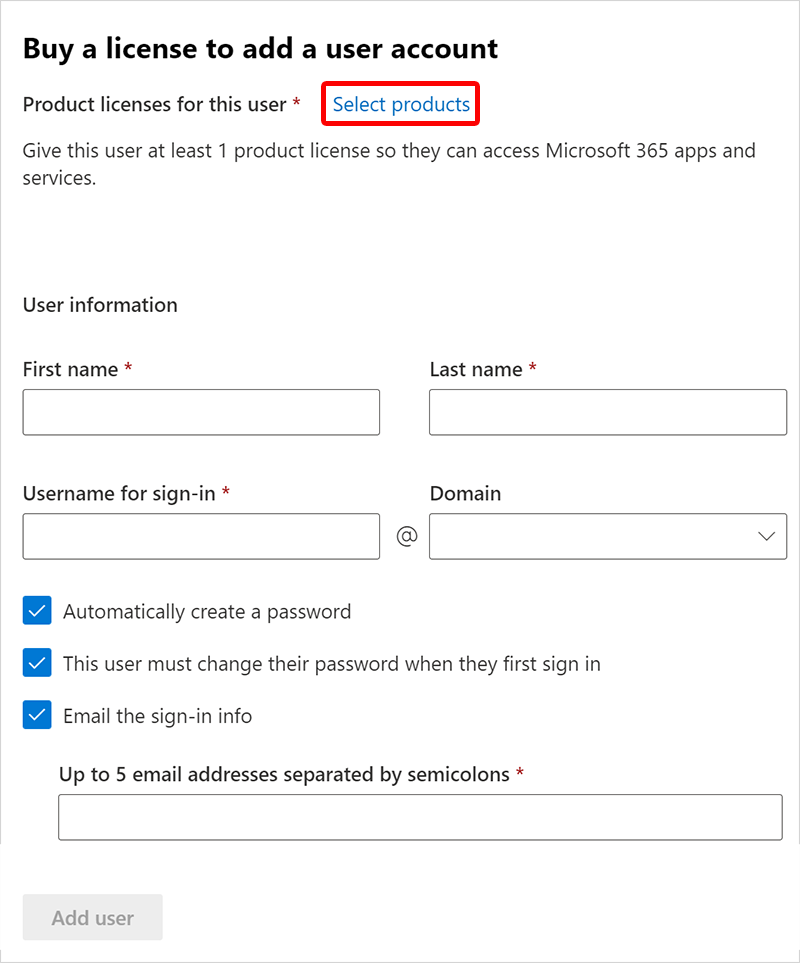 Buy a license to add a user account
Product licenses for this user * Select products
Give this user at least 1 product license so they can access Microsoft 365 apps and
services.
User information
First name * Last name *
Username for sign-in * Domain
@
Automatically create a password
This user must change their password when they first sign in
Email the sign-in info
Up to 5 email addresses separated by semicolons *
Add user